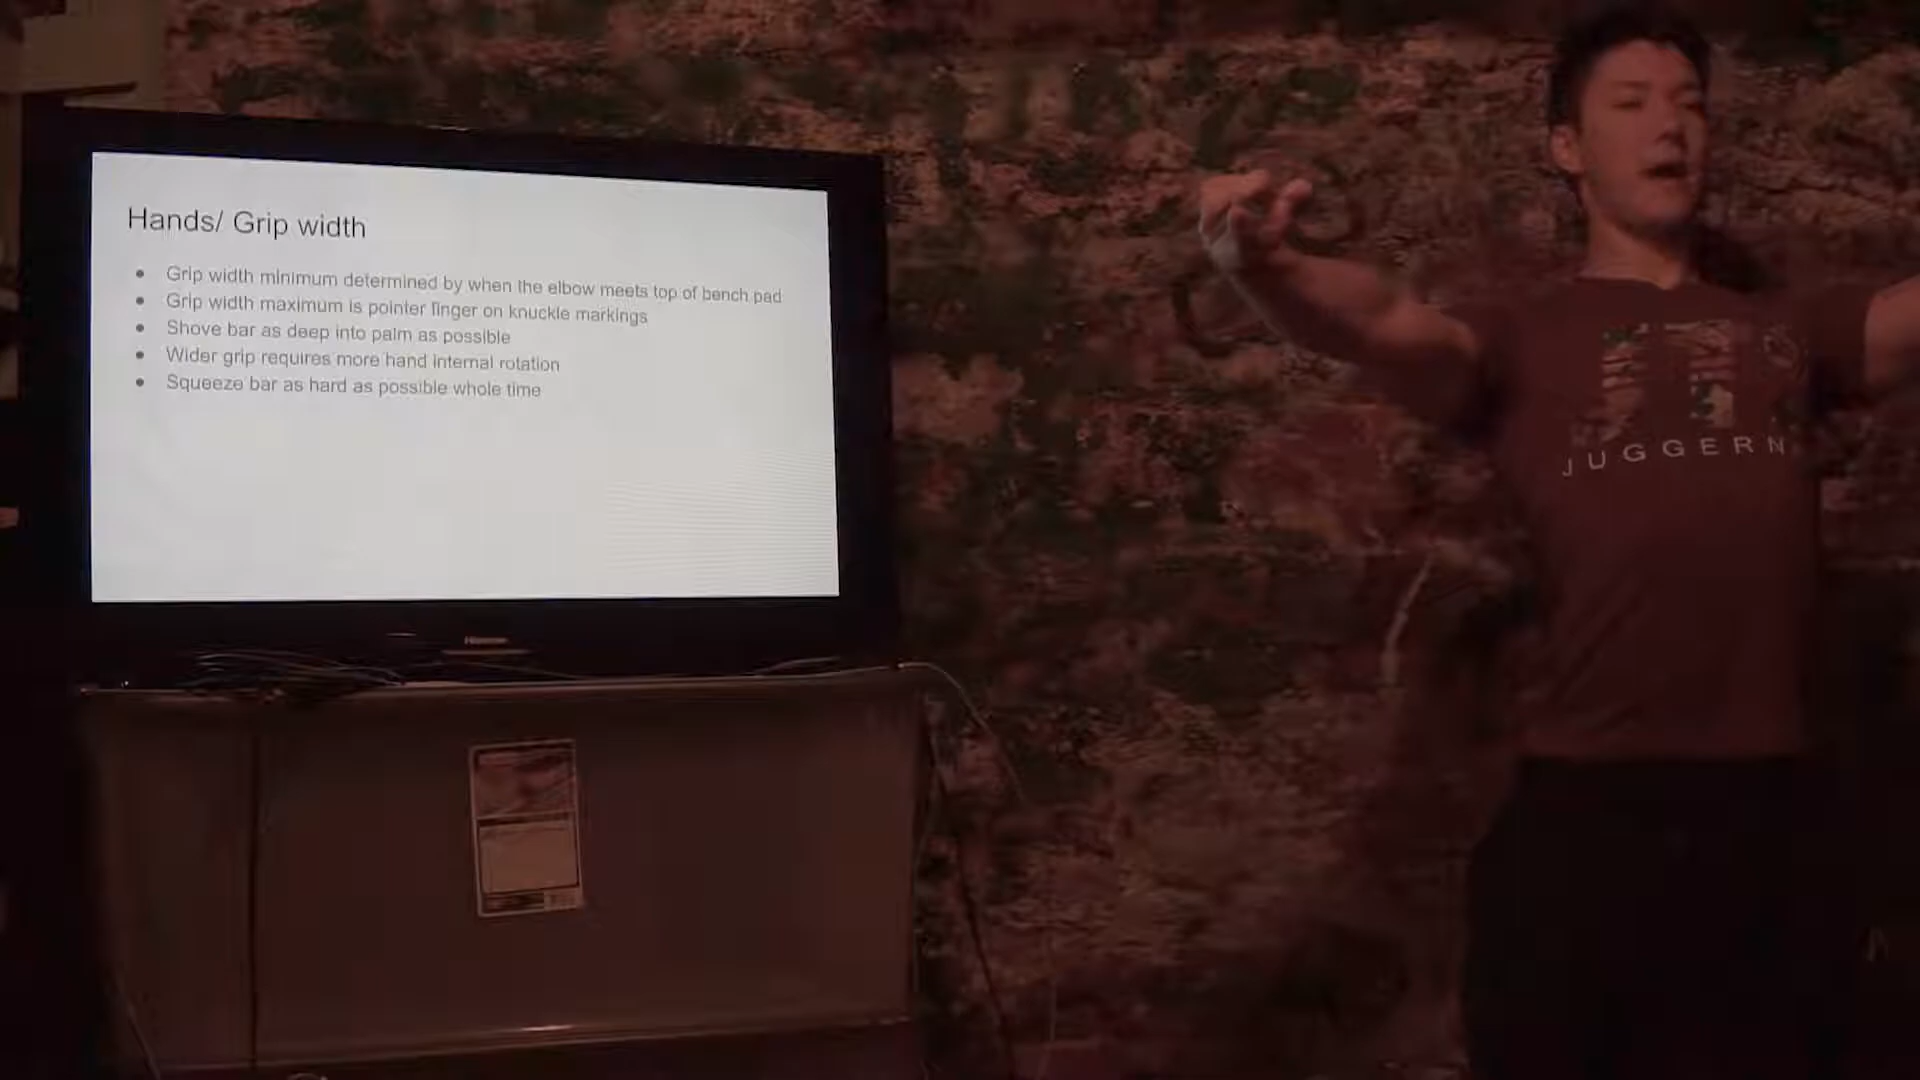 Hands/ Grip width
● Grip width minimum determined by when the elbow meets top of bench pad
● Grip width maximum is pointer finger on knuckle markings
● Shove bar as deep into palm as possible
● Wider grip requires more hand internal rotation
● Squeeze bar as hard as possible whole time
JUGGERN